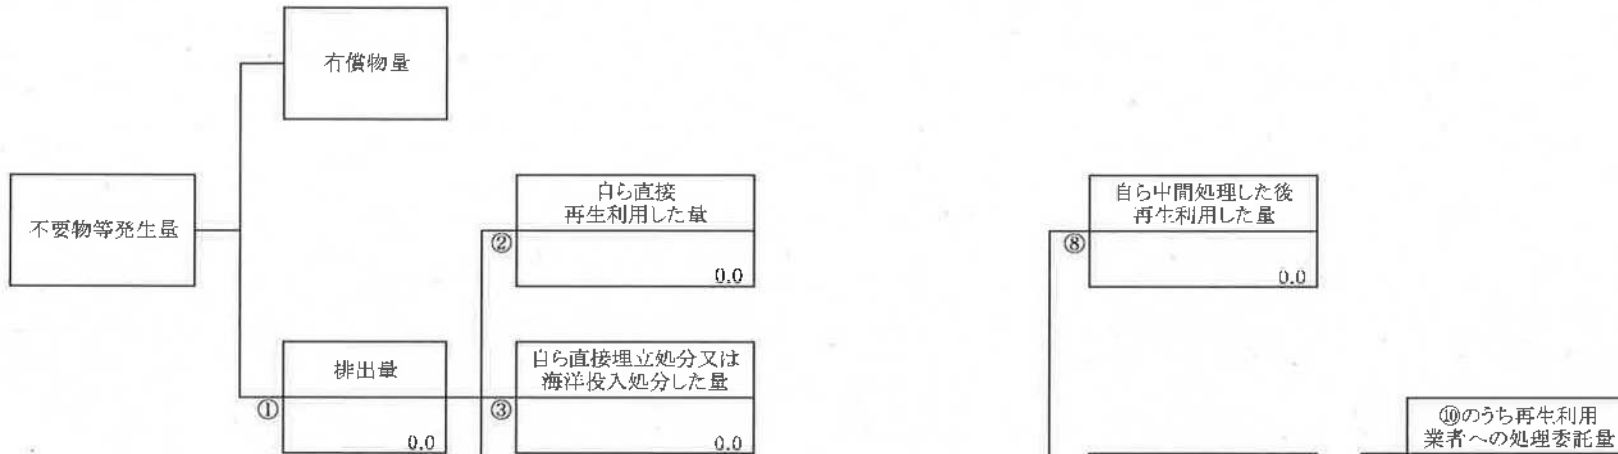 有償物量
不要物等発生量
自ら直接
再生利用した量
②
0.0
自ら中間処理した後
再生利用した量
⑧
0.0
排出量
①
0.0
自ら直接埋立処分又は
海洋投入処分した量
③
0.0
⑩のうち再生利用
業者への処理委託量